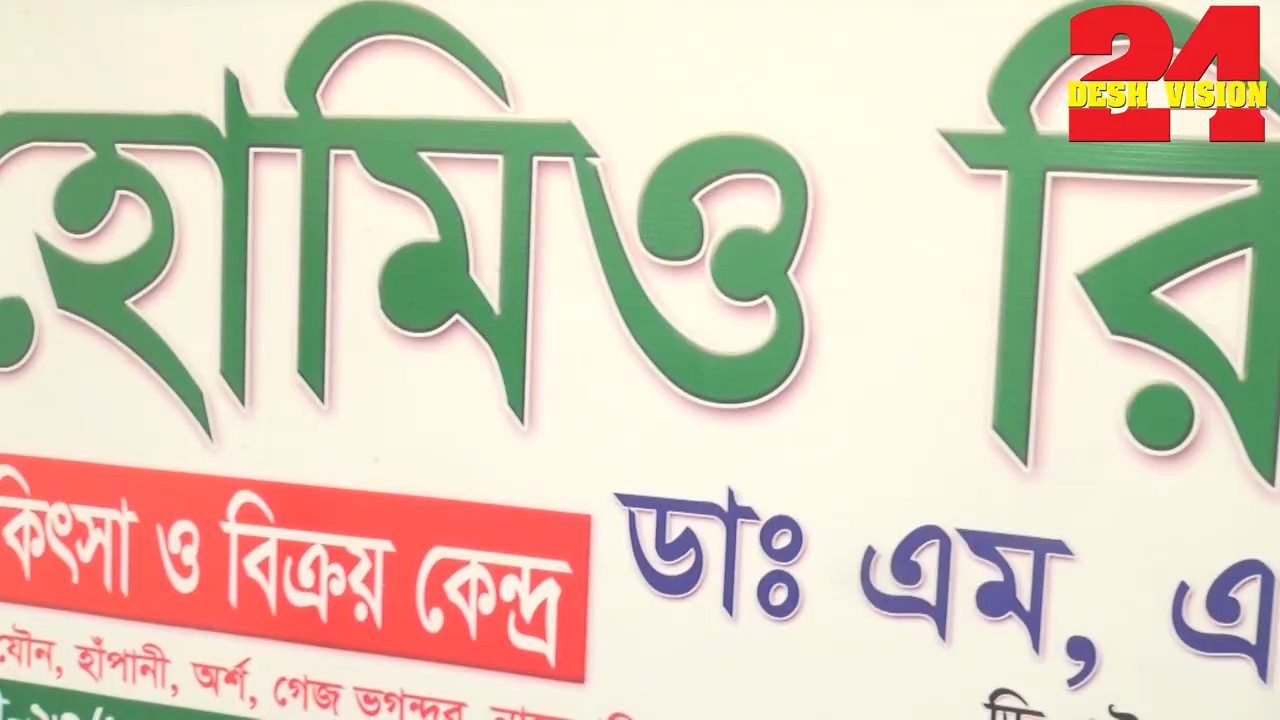 24
DESH VISION
হোমিও রি
কিৎসা ও বিক্রয় কেন্দ্র
ডাঃ এম, এ
যৌন, হাঁপানী, অর্শ, গেজ ভগন্দর,